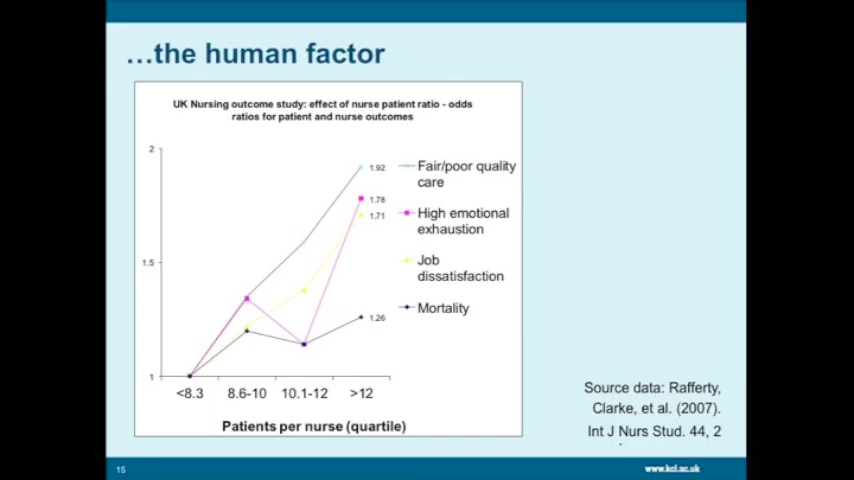 …the human factor
UK Nursing outcome study: effect of nurse patient ratio - odds
ratios for patient and nurse outcomes
2
1.5
1
1.92
1.78
1.71
1.26
Fair/poor quality
care
High emotional
exhaustion
Job
dissatisfaction
Mortality
<8.3 8.6-10 10.1-12 >12
Patients per nurse (quartile)
Source data: Rafferty,
Clarke, et al. (2007).
Int J Nurs Stud. 44, 2
15
www.kcl.ac.uk